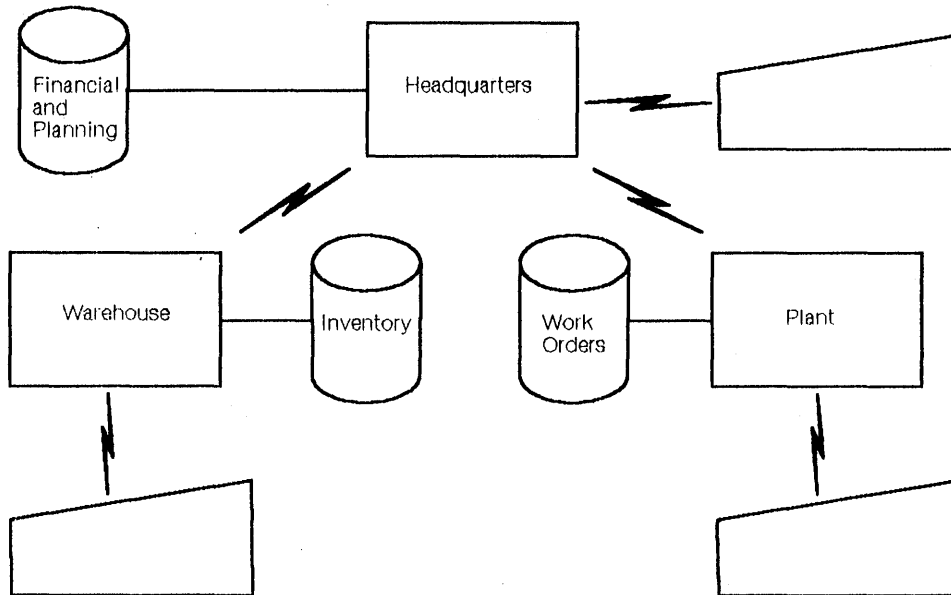 Financial
and
Planning
Headquarters
Warehouse
Inventory
Work
Orders
Plant